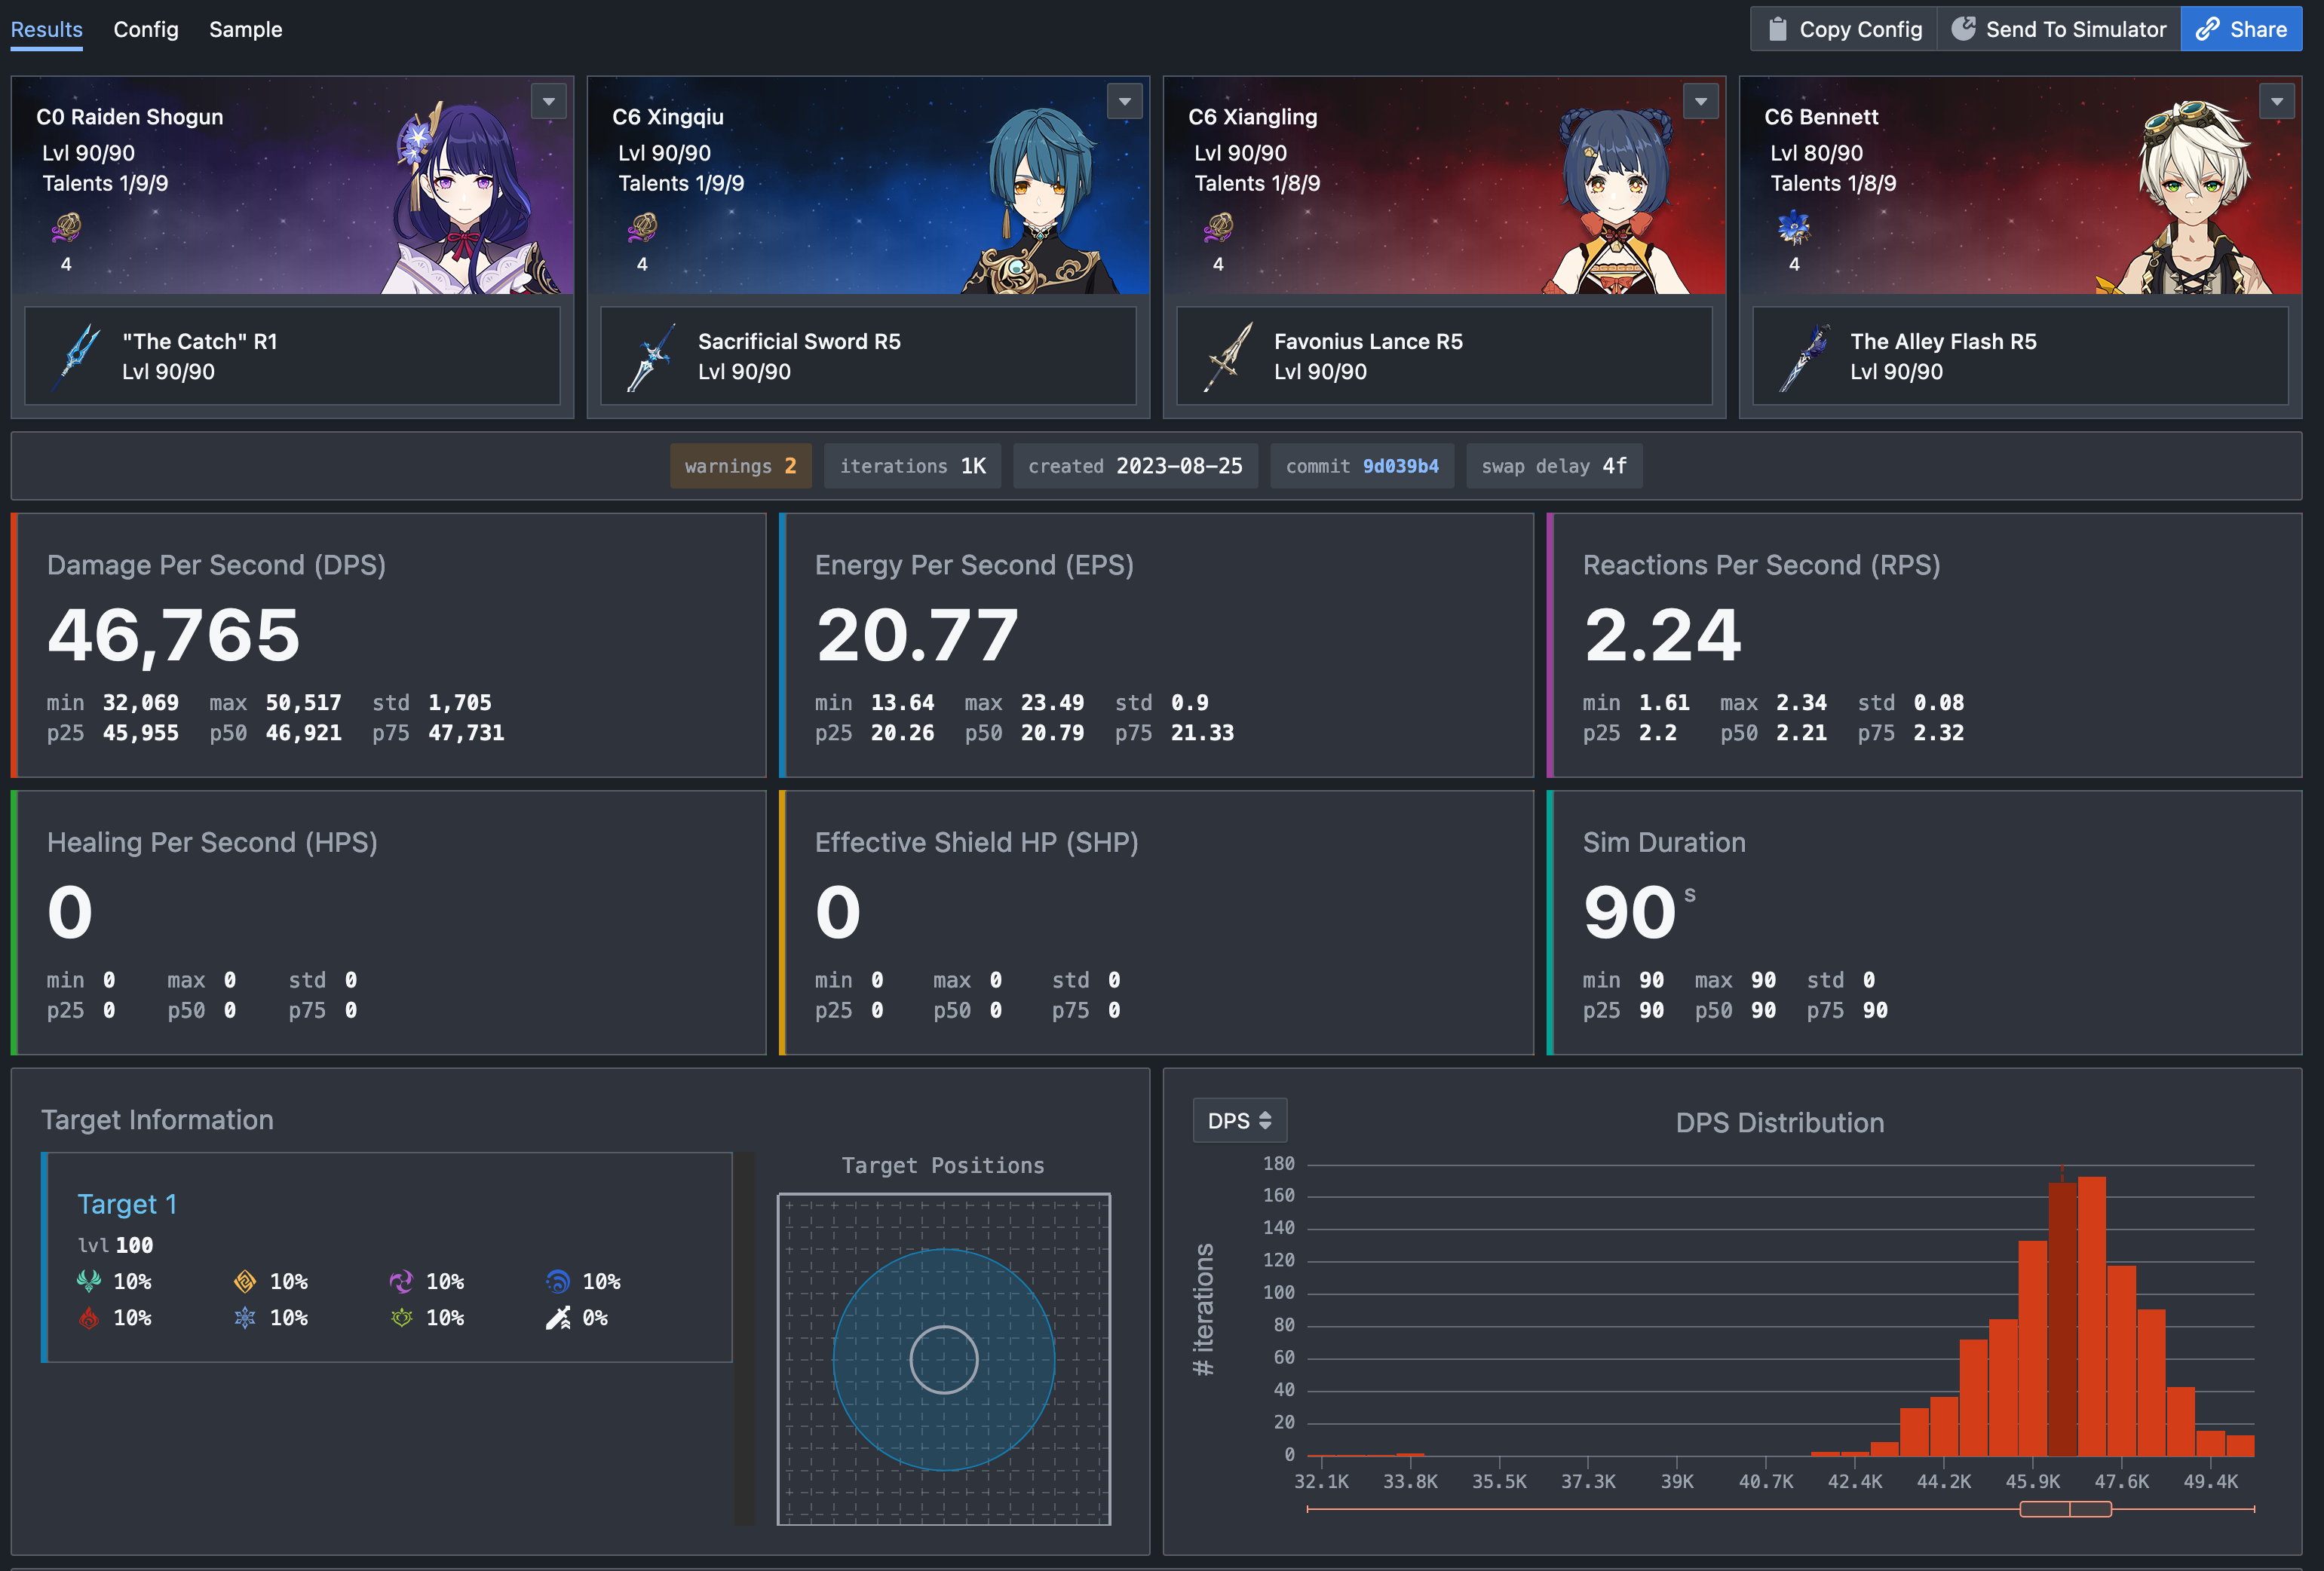 Results Config Sample Copy Config Send To Simulator Share
C0 Raiden Shogun
Lvl 90/90
Talents 1/9/9
4
"The Catch" R1
Lvl 90/90
C6 Xingqiu
Lvl 90/90
Talents 1/9/9
4
Sacrificial Sword R5
Lvl 90/90
C6 Xiangling
Lvl 90/90
Talents 1/8/9
4
Favonius Lance R5
Lvl 90/90
C6 Bennett
Lvl 80/90
Talents 1/8/9
4
The Alley Flash R5
Lvl 90/90
warnings 2 iterations 1K created 2023-08-25 commit 9d039b4 swap delay 4f
Damage Per Second (DPS)
46,765
min 32,069 max 50,517 std 1,705
p25 45,955 p50 46,921 p75 47,731
Energy Per Second (EPS)
20.77
min 13.64 max 23.49 std 0.9
p25 20.26 p50 20.79 p75 21.33
Reactions Per Second (RPS)
2.24
min 1.61 max 2.34 std 0.08
p25 2.2 p50 2.21 p75 2.32
Healing Per Second (HPS)
0
min 0 max 0 std 0
p25 0 p50 0 p75 0
Effective Shield HP (SHP)
0
min 0 max 0 std 0
p25 0 p50 0 p75 0
Sim Duration
90 s
min 90 max 90 std 0
p25 90 p50 90 p75 90
Target Information
Target 1
lvl 100
10% 10% 10% 10%
10% 10% 10% 0%
Target Positions
DPS
DPS Distribution
# iterations
180
160
140
120
100
80
60
40
20
0
32.1K 33.8K 35.5K 37.3K 39K 40.7K 42.4K 44.2K 45.9K 47.6K 49.4K